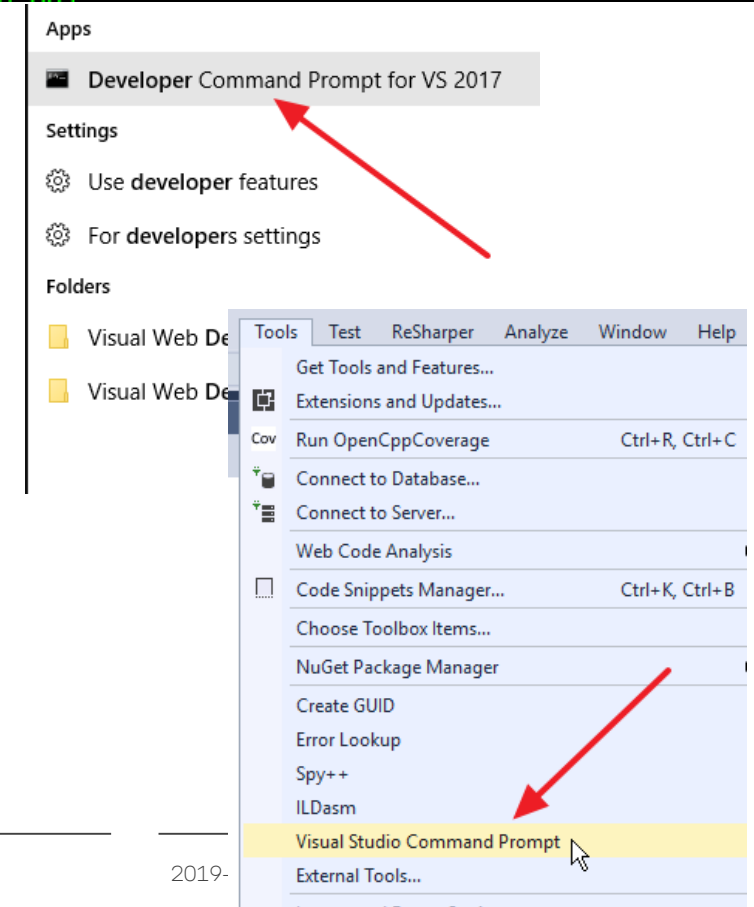 Apps
Developer Command Prompt for VS 2017
Settings
Use developer features
For developers settings
Folders
Visual Web De
Visual Web De
Tools Test ReSharper Analyze Window Help
Get Tools and Features...
Extensions and Updates...
Cov Run OpenCppCoverage Ctrl+R, Ctrl+C
Connect to Database...
Connect to Server...
Web Code Analysis
Code Snippets Manager... Ctrl+K, Ctrl+B
Choose Toolbox Items...
NuGet Package Manager
Create GUID
Error Lookup
Spy++
ILDasm
Visual Studio Command Prompt
2019-
External Tools...